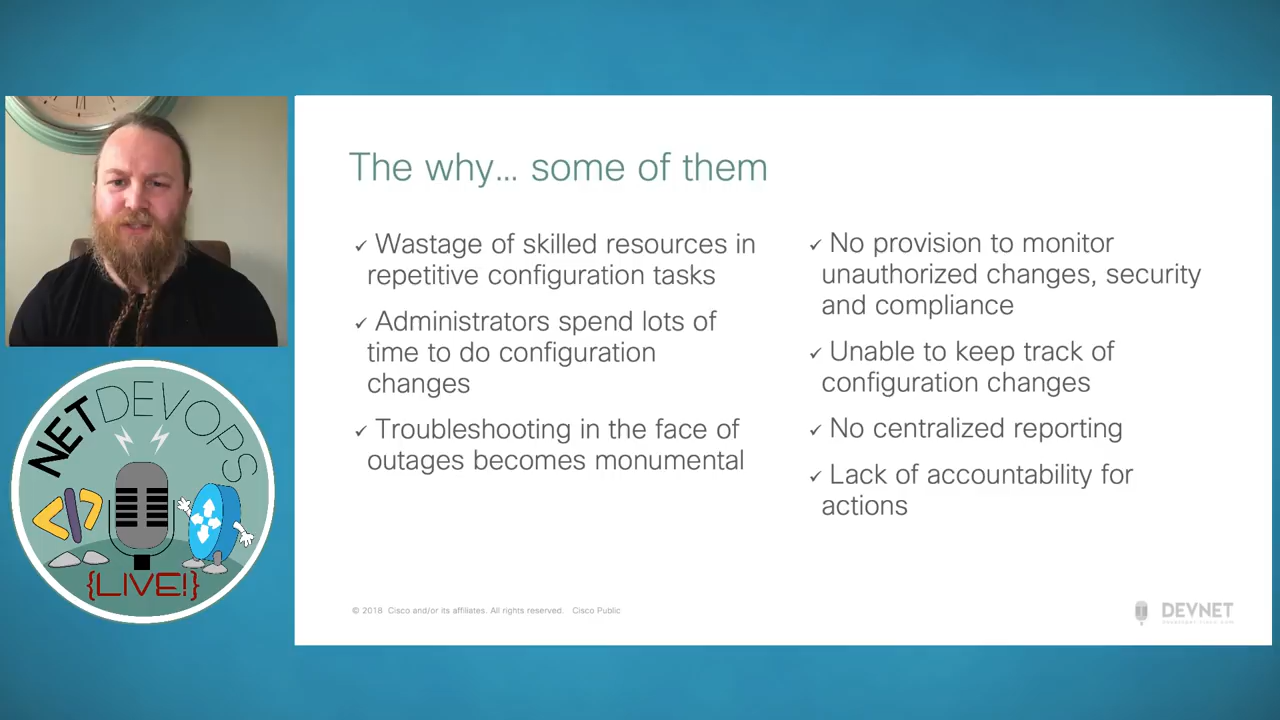 The why... some of them
✓ Wastage of skilled resources in
repetitive configuration tasks
✓ Administrators spend lots of
time to do configuration
changes
✓ Troubleshooting in the face of
outages becomes monumental
✓ No provision to monitor
unauthorized changes, security
and compliance
✓ Unable to keep track of
configuration changes
✓ No centralized reporting
✓ Lack of accountability for
actions
NETDEVOPS
</>
{LIVE!}
© 2018 Cisco and/or its affiliates. All rights reserved. Cisco Public
DEVNET